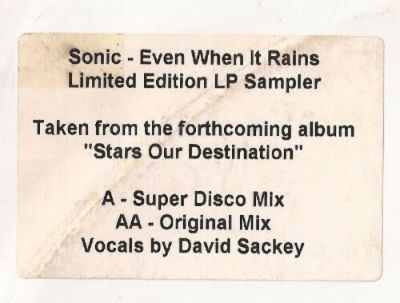 Sonic - Even When It Rains
Limited Edition LP Sampler
Taken from the forthcoming album
"Stars Our Destination"
A - Super Disco Mix
AA - Original Mix
Vocals by David Sackey